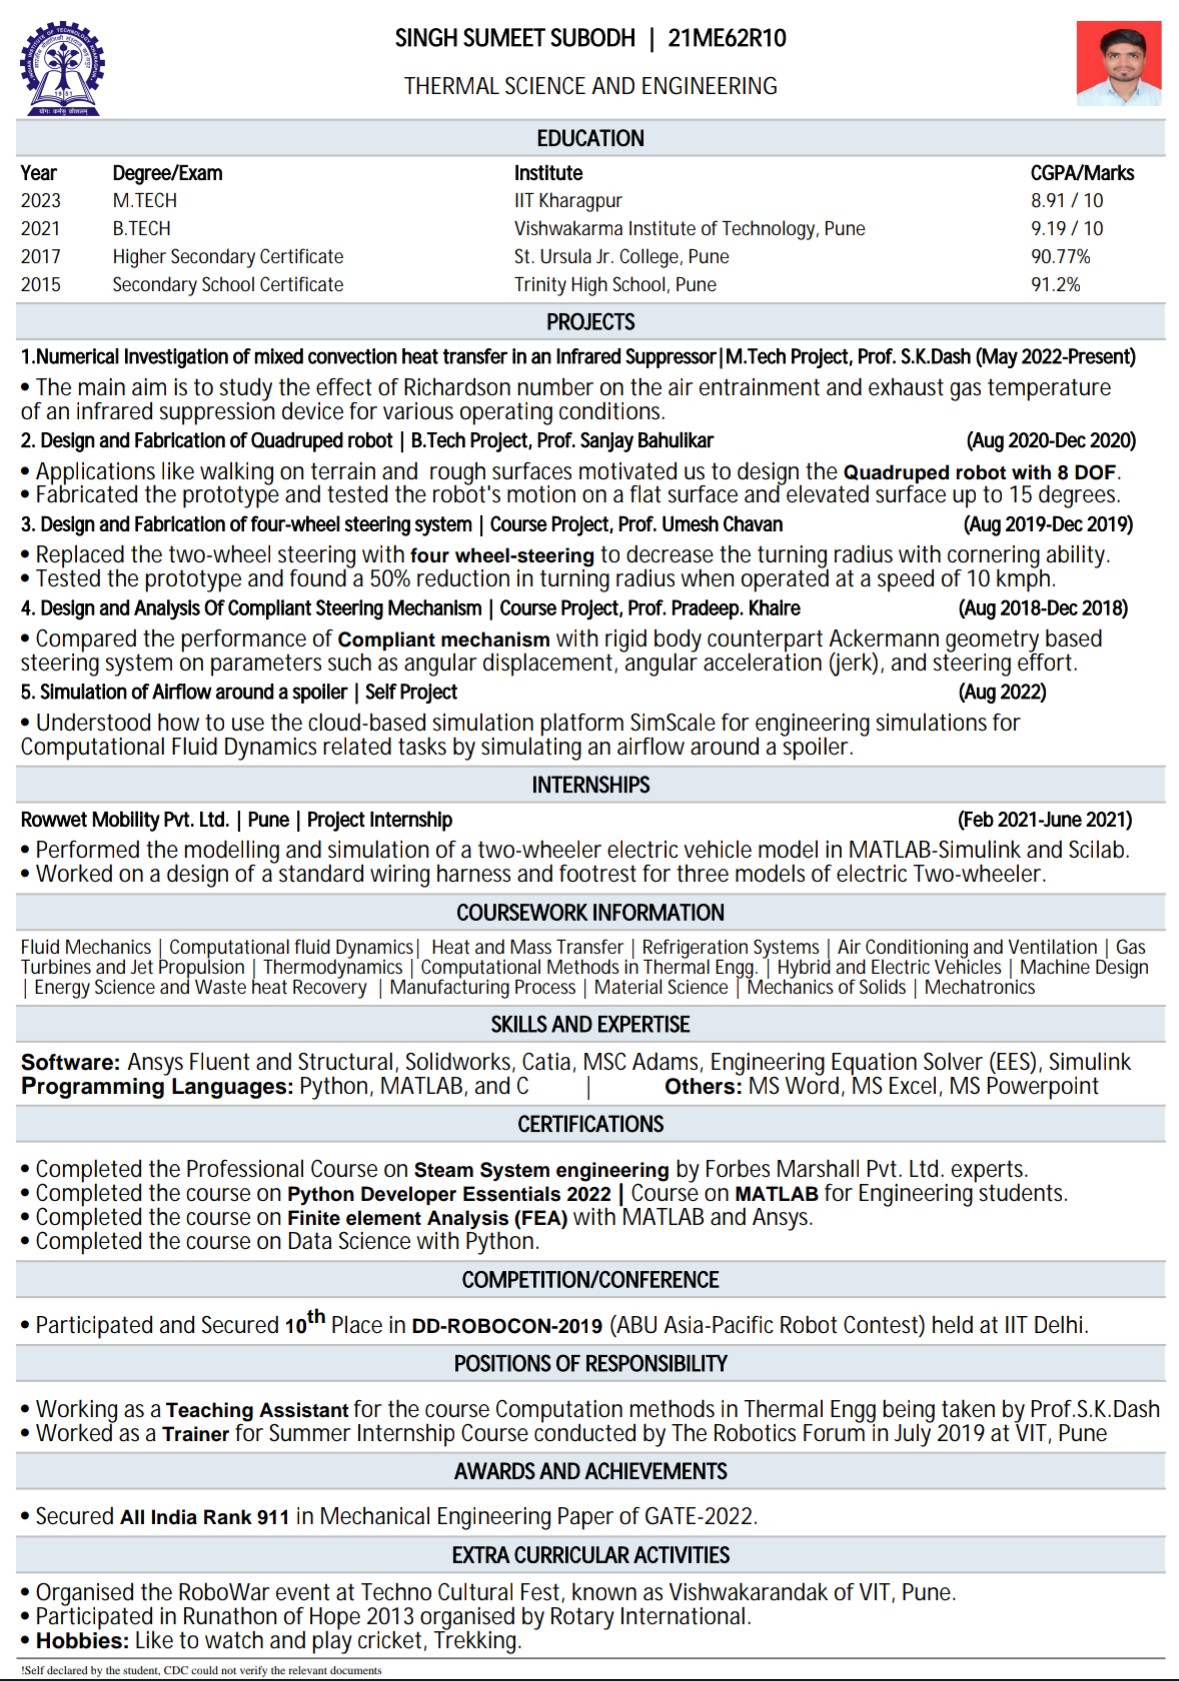 SINGH SUMEET SUBODH | 21ME62R10
THERMAL SCIENCE AND ENGINEERING
1951
योगः कर्मसु कौशलम्
EDUCATION
Year Degree/Exam Institute CGPA/Marks
2023 M.TECH IIT Kharagpur 8.91 / 10
2021 B.TECH Vishwakarma Institute of Technology, Pune 9.19 / 10
2017 Higher Secondary Certificate St. Ursula Jr. College, Pune 90.77%
2015 Secondary School Certificate Trinity High School, Pune 91.2%
PROJECTS
1.Numerical Investigation of mixed convection heat transfer in an Infrared Suppressor|M.Tech Project, Prof. S.K.Dash (May 2022-Present)
• The main aim is to study the effect of Richardson number on the air entrainment and exhaust gas temperature
of an infrared suppression device for various operating conditions.
2. Design and Fabrication of Quadruped robot | B.Tech Project, Prof. Sanjay Bahulikar (Aug 2020-Dec 2020)
• Applications like walking on terrain and rough surfaces motivated us to design the Quadruped robot with 8 DOF.
• Fabricated the prototype and tested the robot's motion on a flat surface and elevated surface up to 15 degrees.
3. Design and Fabrication of four-wheel steering system | Course Project, Prof. Umesh Chavan (Aug 2019-Dec 2019)
• Replaced the two-wheel steering with four wheel-steering to decrease the turning radius with cornering ability.
• Tested the prototype and found a 50% reduction in turning radius when operated at a speed of 10 kmph.
4. Design and Analysis Of Compliant Steering Mechanism | Course Project, Prof. Pradeep. Khaire (Aug 2018-Dec 2018)
• Compared the performance of Compliant mechanism with rigid body counterpart Ackermann geometry based
steering system on parameters such as angular displacement, angular acceleration (jerk), and steering effort.
5. Simulation of Airflow around a spoiler | Self Project (Aug 2022)
• Understood how to use the cloud-based simulation platform SimScale for engineering simulations for
Computational Fluid Dynamics related tasks by simulating an airflow around a spoiler.
INTERNSHIPS
Rowwet Mobility Pvt. Ltd. | Pune | Project Internship (Feb 2021-June 2021)
• Performed the modelling and simulation of a two-wheeler electric vehicle model in MATLAB-Simulink and Scilab.
• Worked on a design of a standard wiring harness and footrest for three models of electric Two-wheeler.
COURSEWORK INFORMATION
Fluid Mechanics | Computational fluid Dynamics| Heat and Mass Transfer | Refrigeration Systems | Air Conditioning and Ventilation | Gas
Turbines and Jet Propulsion | Thermodynamics | Computational Methods in Thermal Engg. | Hybrid and Electric Vehicles | Machine Design
| Energy Science and Waste heat Recovery | Manufacturing Process | Material Science | Mechanics of Solids | Mechatronics
SKILLS AND EXPERTISE
Software: Ansys Fluent and Structural, Solidworks, Catia, MSC Adams, Engineering Equation Solver (EES), Simulink
Programming Languages: Python, MATLAB, and C | Others: MS Word, MS Excel, MS Powerpoint
CERTIFICATIONS
• Completed the Professional Course on Steam System engineering by Forbes Marshall Pvt. Ltd. experts.
• Completed the course on Python Developer Essentials 2022 | Course on MATLAB for Engineering students.
• Completed the course on Finite element Analysis (FEA) with MATLAB and Ansys.
• Completed the course on Data Science with Python.
COMPETITION/CONFERENCE
• Participated and Secured 10th Place in DD-ROBOCON-2019 (ABU Asia-Pacific Robot Contest) held at IIT Delhi.
POSITIONS OF RESPONSIBILITY
• Working as a Teaching Assistant for the course Computation methods in Thermal Engg being taken by Prof.S.K.Dash
• Worked as a Trainer for Summer Internship Course conducted by The Robotics Forum in July 2019 at VIT, Pune
AWARDS AND ACHIEVEMENTS
• Secured All India Rank 911 in Mechanical Engineering Paper of GATE-2022.
EXTRA CURRICULAR ACTIVITIES
• Organised the RoboWar event at Techno Cultural Fest, known as Vishwakarandak of VIT, Pune.
• Participated in Runathon of Hope 2013 organised by Rotary International.
• Hobbies: Like to watch and play cricket, Trekking.
!Self declared by the student, CDC could not verify the relevant documents